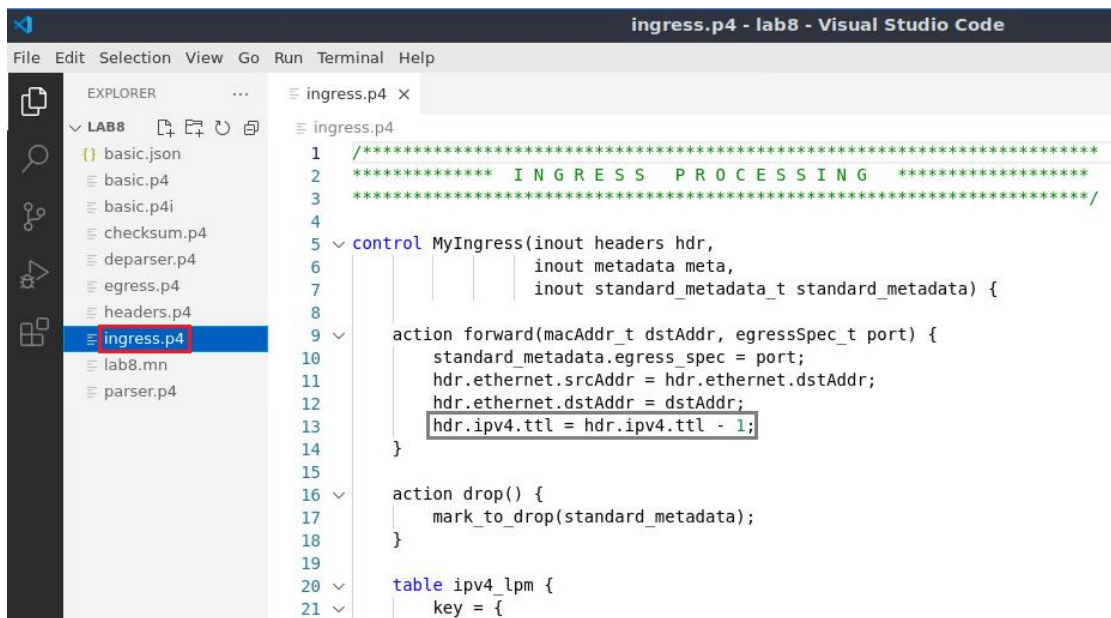 ingress.p4 - lab8 - Visual Studio Code
File Edit Selection View Go Run Terminal Help
EXPLORER ...
ingress.p4 ×
LAB8
ingress.p4
{} basic.json
basic.p4
basic.p4i
checksum.p4
deparser.p4
egress.p4
headers.p4
ingress.p4
lab8.mn
parser.p4
1 /*************************************************************************
2 ************** I N G R E S S   P R O C E S S I N G   *******************
3 *************************************************************************/
4
5 control MyIngress(inout headers hdr,
6                   inout metadata meta,
7                   inout standard_metadata_t standard_metadata) {
8
9     action forward(macAddr_t dstAddr, egressSpec_t port) {
10         standard_metadata.egress_spec = port;
11         hdr.ethernet.srcAddr = hdr.ethernet.dstAddr;
12         hdr.ethernet.dstAddr = dstAddr;
13         hdr.ipv4.ttl = hdr.ipv4.ttl - 1;
14     }
15
16     action drop() {
17         mark_to_drop(standard_metadata);
18     }
19
20     table ipv4_lpm {
21         key = {